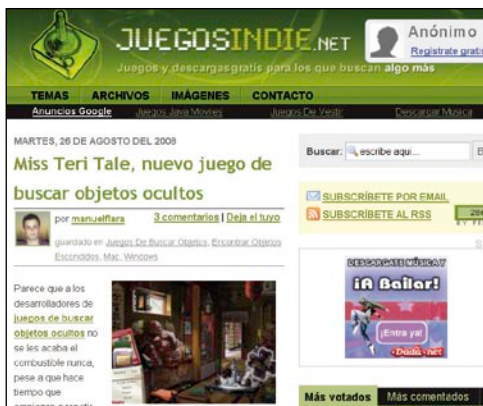 JUEGOSINDIE.NET
Juegos y descargas gratis para los que buscan algo más
Anónimo
Registrate gratis
TEMAS ARCHIVOS IMÁGENES CONTACTO
Anuncios Google Juegos Java Movies Juegos De Vestir Descargar Musica
MARTES, 26 DE AGOSTO DEL 2008
Miss Teri Tale, nuevo juego de
buscar objetos ocultos
por manuelflara 3 comentarios | Deja el tuyo
guardado en Juegos De Buscar Objetos, Encontrar Objetos
Escondidos, Mac, Windows
Parece que a los
desarrolladores de
juegos de buscar
objetos ocultos no
se les acaba el
combustible nunca,
pese a que hace
tiempo que
Buscar: escribe aqui...
SUBSCRÍBETE POR EMAIL
SUBSCRÍBETE AL RSS
DESCARGATE MÚSICA Y
¡A Bailar!
¡Entra ya!
Dada.net
Más votados Más comentados